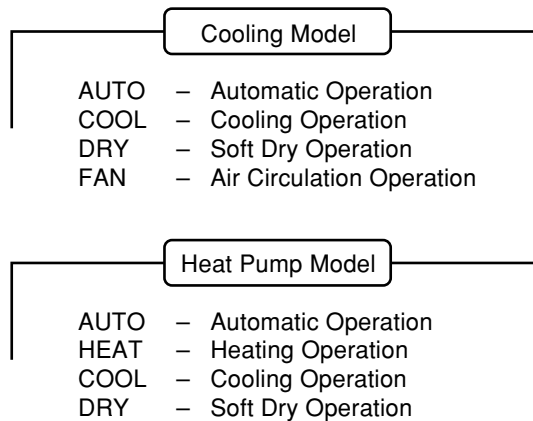 Cooling Model
AUTO – Automatic Operation
COOL – Cooling Operation
DRY – Soft Dry Operation
FAN – Air Circulation Operation
Heat Pump Model
AUTO – Automatic Operation
HEAT – Heating Operation
COOL – Cooling Operation
DRY – Soft Dry Operation